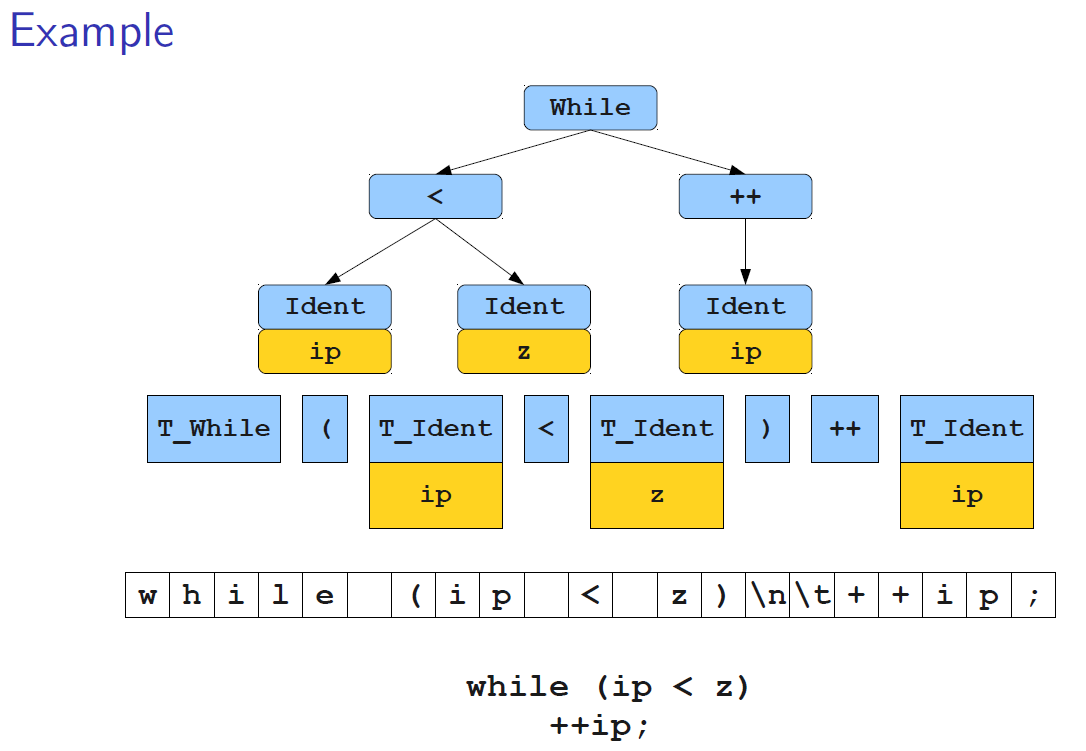 Example
While
< ++
Ident Ident Ident
ip z ip
T_While ( T_Ident < T_Ident ) ++ T_Ident
ip z ip
w h i l e ( i p < z ) \n \t + + i p ;
while (ip < z)
++ip;